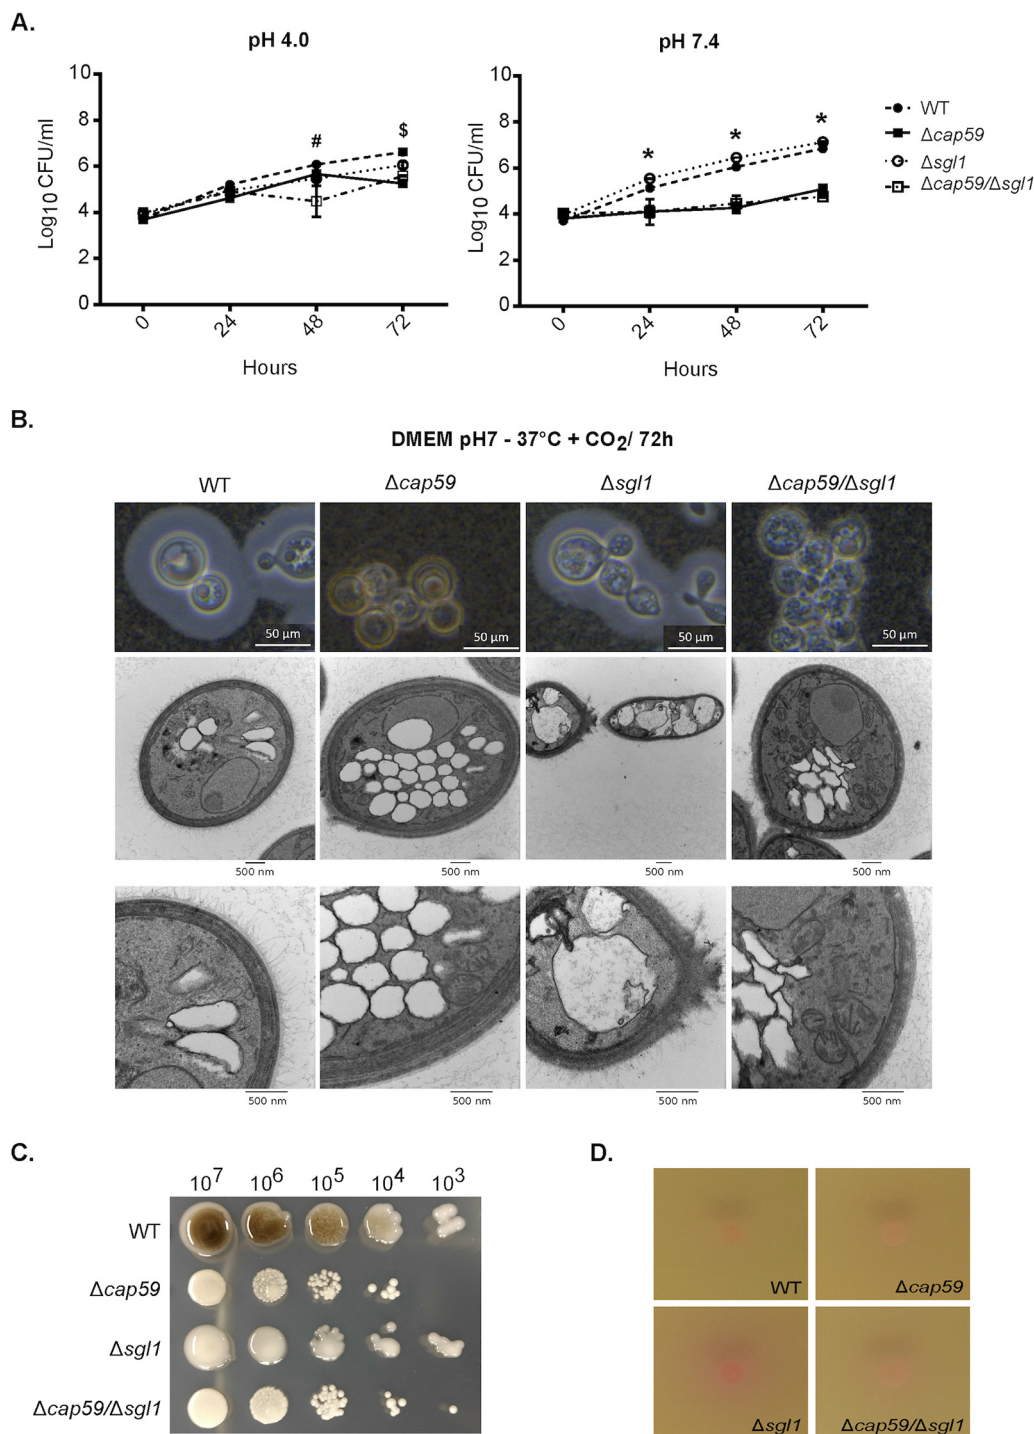 A.
pH 4.0
pH 7.4
10
8
6
4
2
0
Log10 CFU/ml
#
$
0
24
48
72
Hours
10
8
6
4
2
0
Log10 CFU/ml
*
*
*
0
24
48
72
Hours
WT
Δcap59
Δsgl1
Δcap59/Δsgl1
B.
DMEM pH7 - 37°C + CO2/ 72h
WT Δcap59 Δsgl1 Δcap59/Δsgl1
50 µm 50 µm 50 µm 50 µm
500 nm 500 nm 500 nm 500 nm
500 nm 500 nm 500 nm 500 nm
C.
10^7 10^6 10^5 10^4 10^3
WT
Δcap59
Δsgl1
Δcap59/Δsgl1
D.
WT Δcap59
Δsgl1 Δcap59/Δsgl1